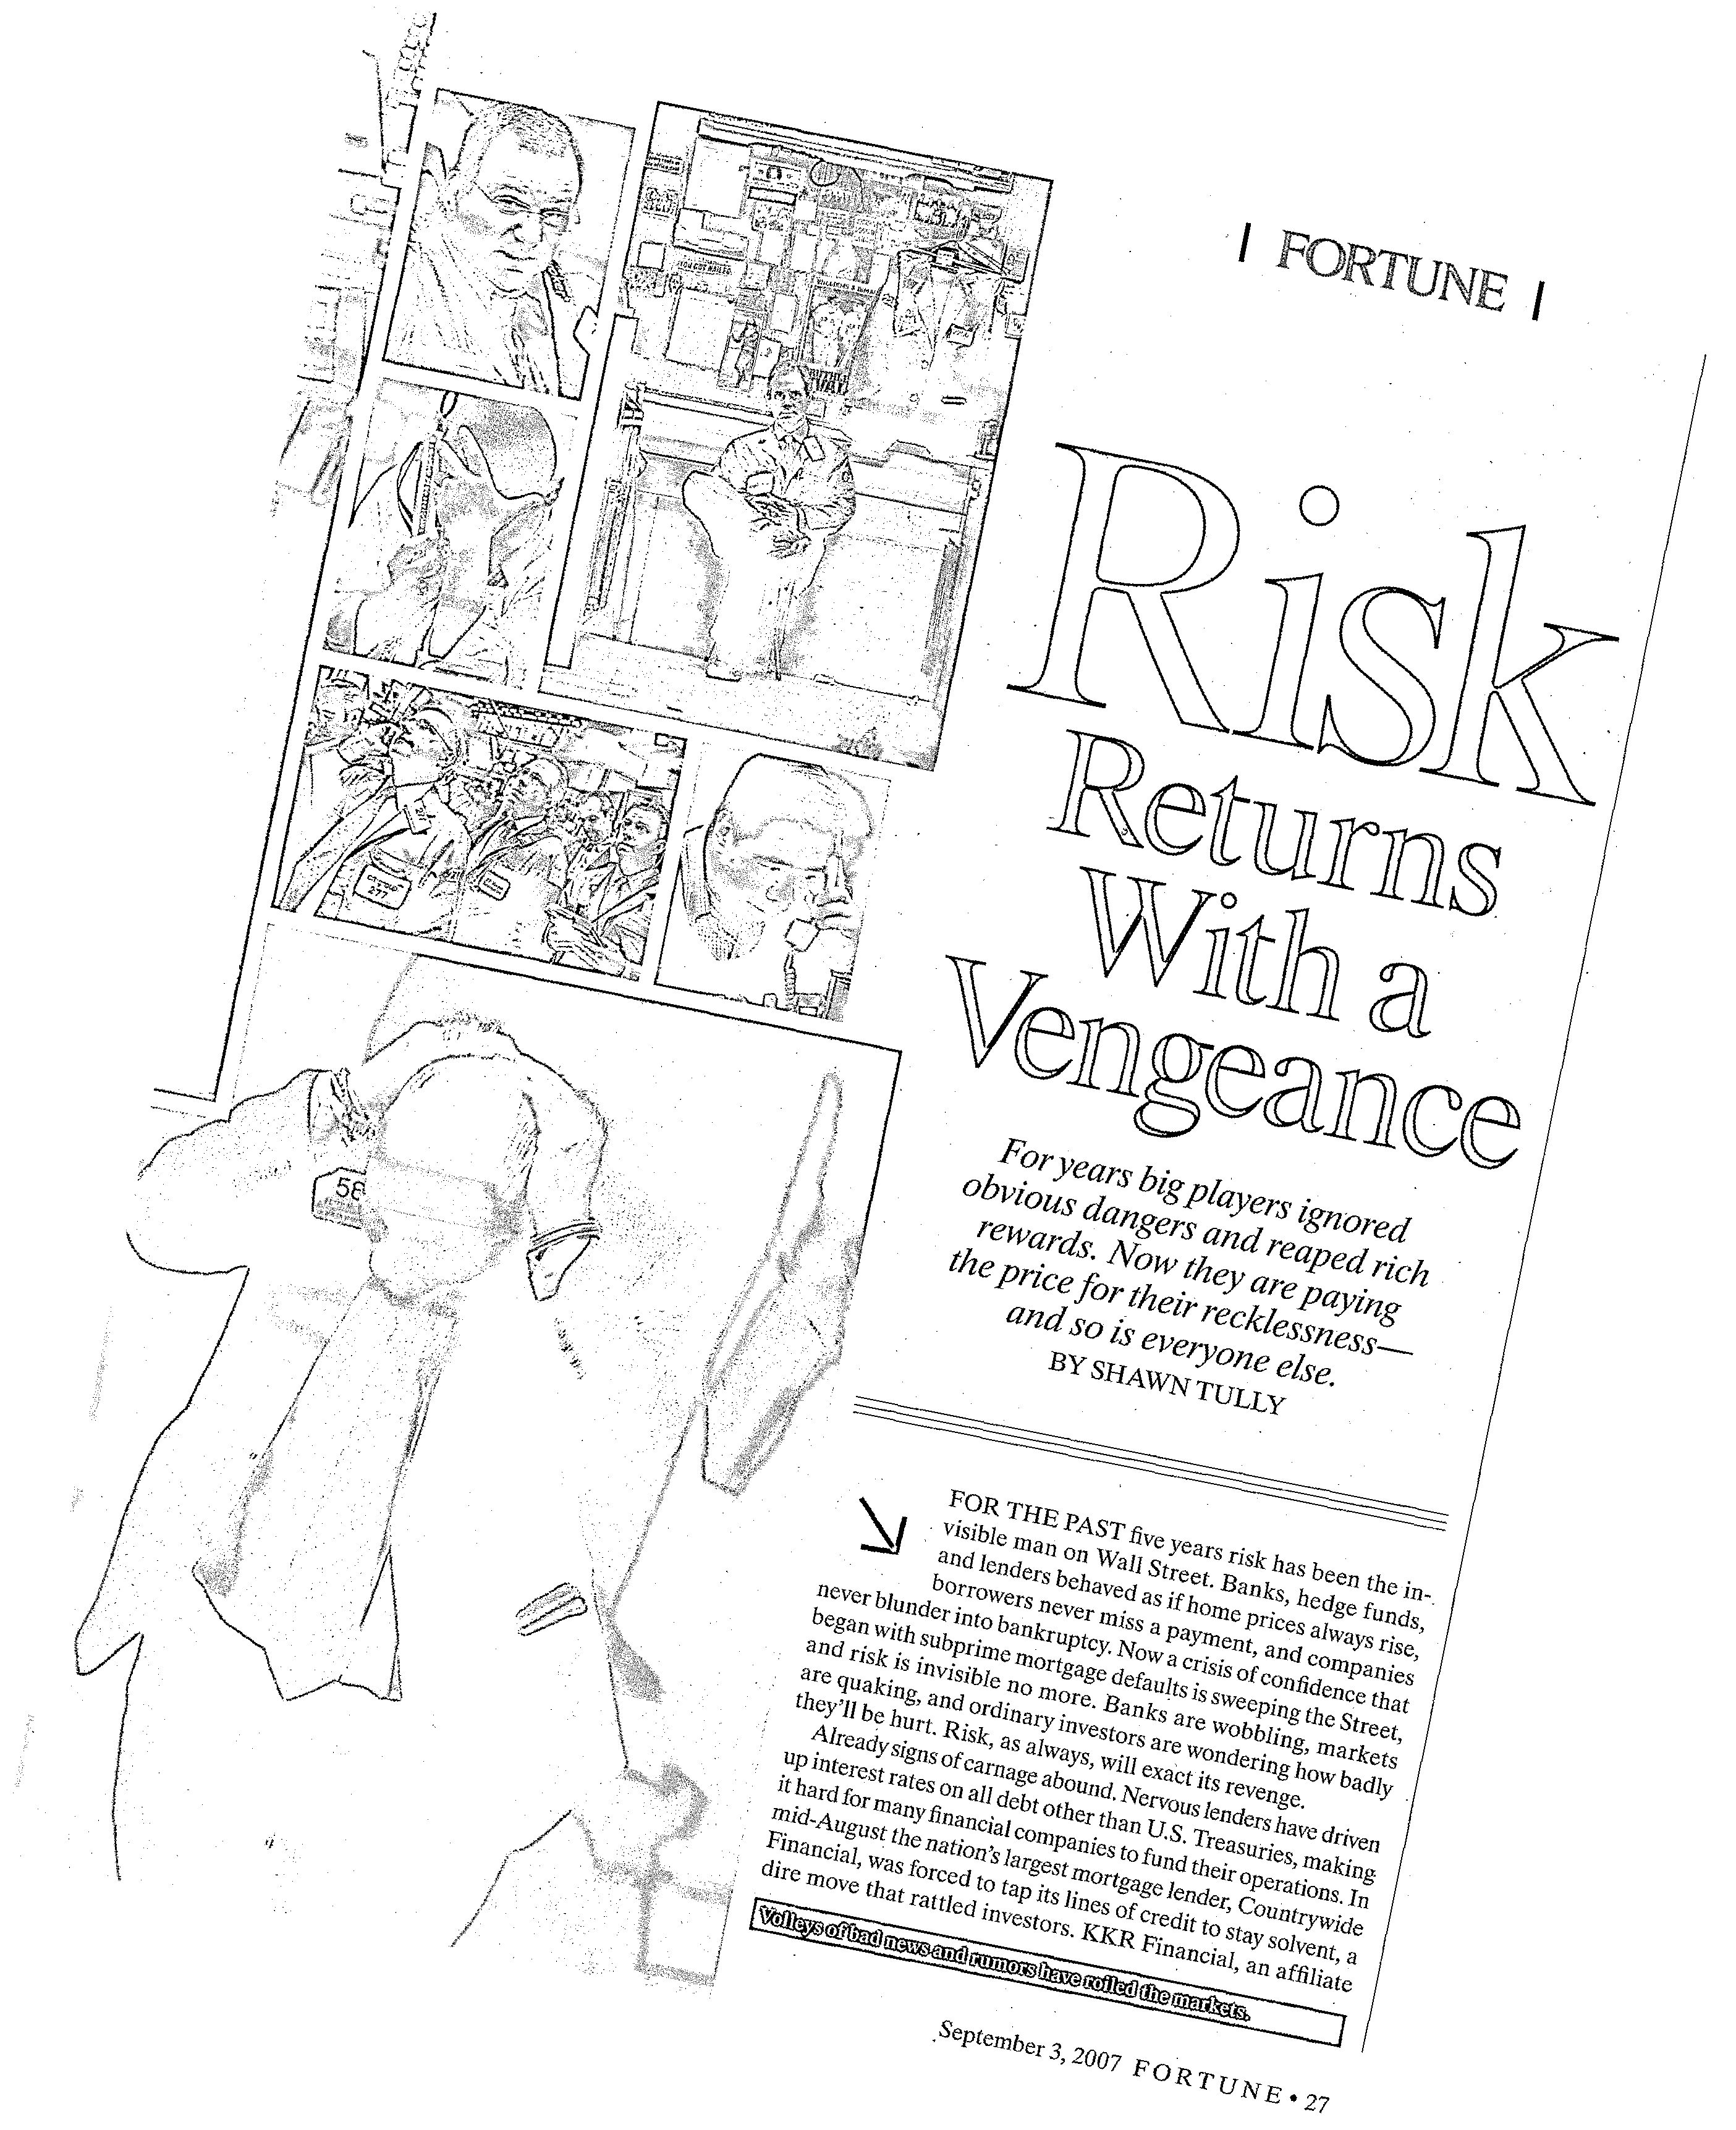 | FORTUNE |
Risk
Returns
With a
Vengeance
For years big players ignored
obvious dangers and reaped rich
rewards. Now they are paying
the price for their recklessness—
and so is everyone else.
BY SHAWN TULLY
FOR THE PAST five years risk has been the in-
visible man on Wall Street. Banks, hedge funds,
and lenders behaved as if home prices always rise,
borrowers never miss a payment, and companies
never blunder into bankruptcy. Now a crisis of confidence that
began with subprime mortgage defaults is sweeping the Street,
and risk is invisible no more. Banks are wobbling, markets
are quaking, and ordinary investors are wondering how badly
they'll be hurt. Risk, as always, will exact its revenge.
Already signs of carnage abound. Nervous lenders have driven
up interest rates on all debt other than U.S. Treasuries, making
it hard for many financial companies to fund their operations. In
mid-August the nation's largest mortgage lender, Countrywide
Financial, was forced to tap its lines of credit to stay solvent, a
dire move that rattled investors. KKR Financial, an affiliate
Volleys of bad news and rumors have roiled the markets.
September 3, 2007 FORTUNE • 27
58